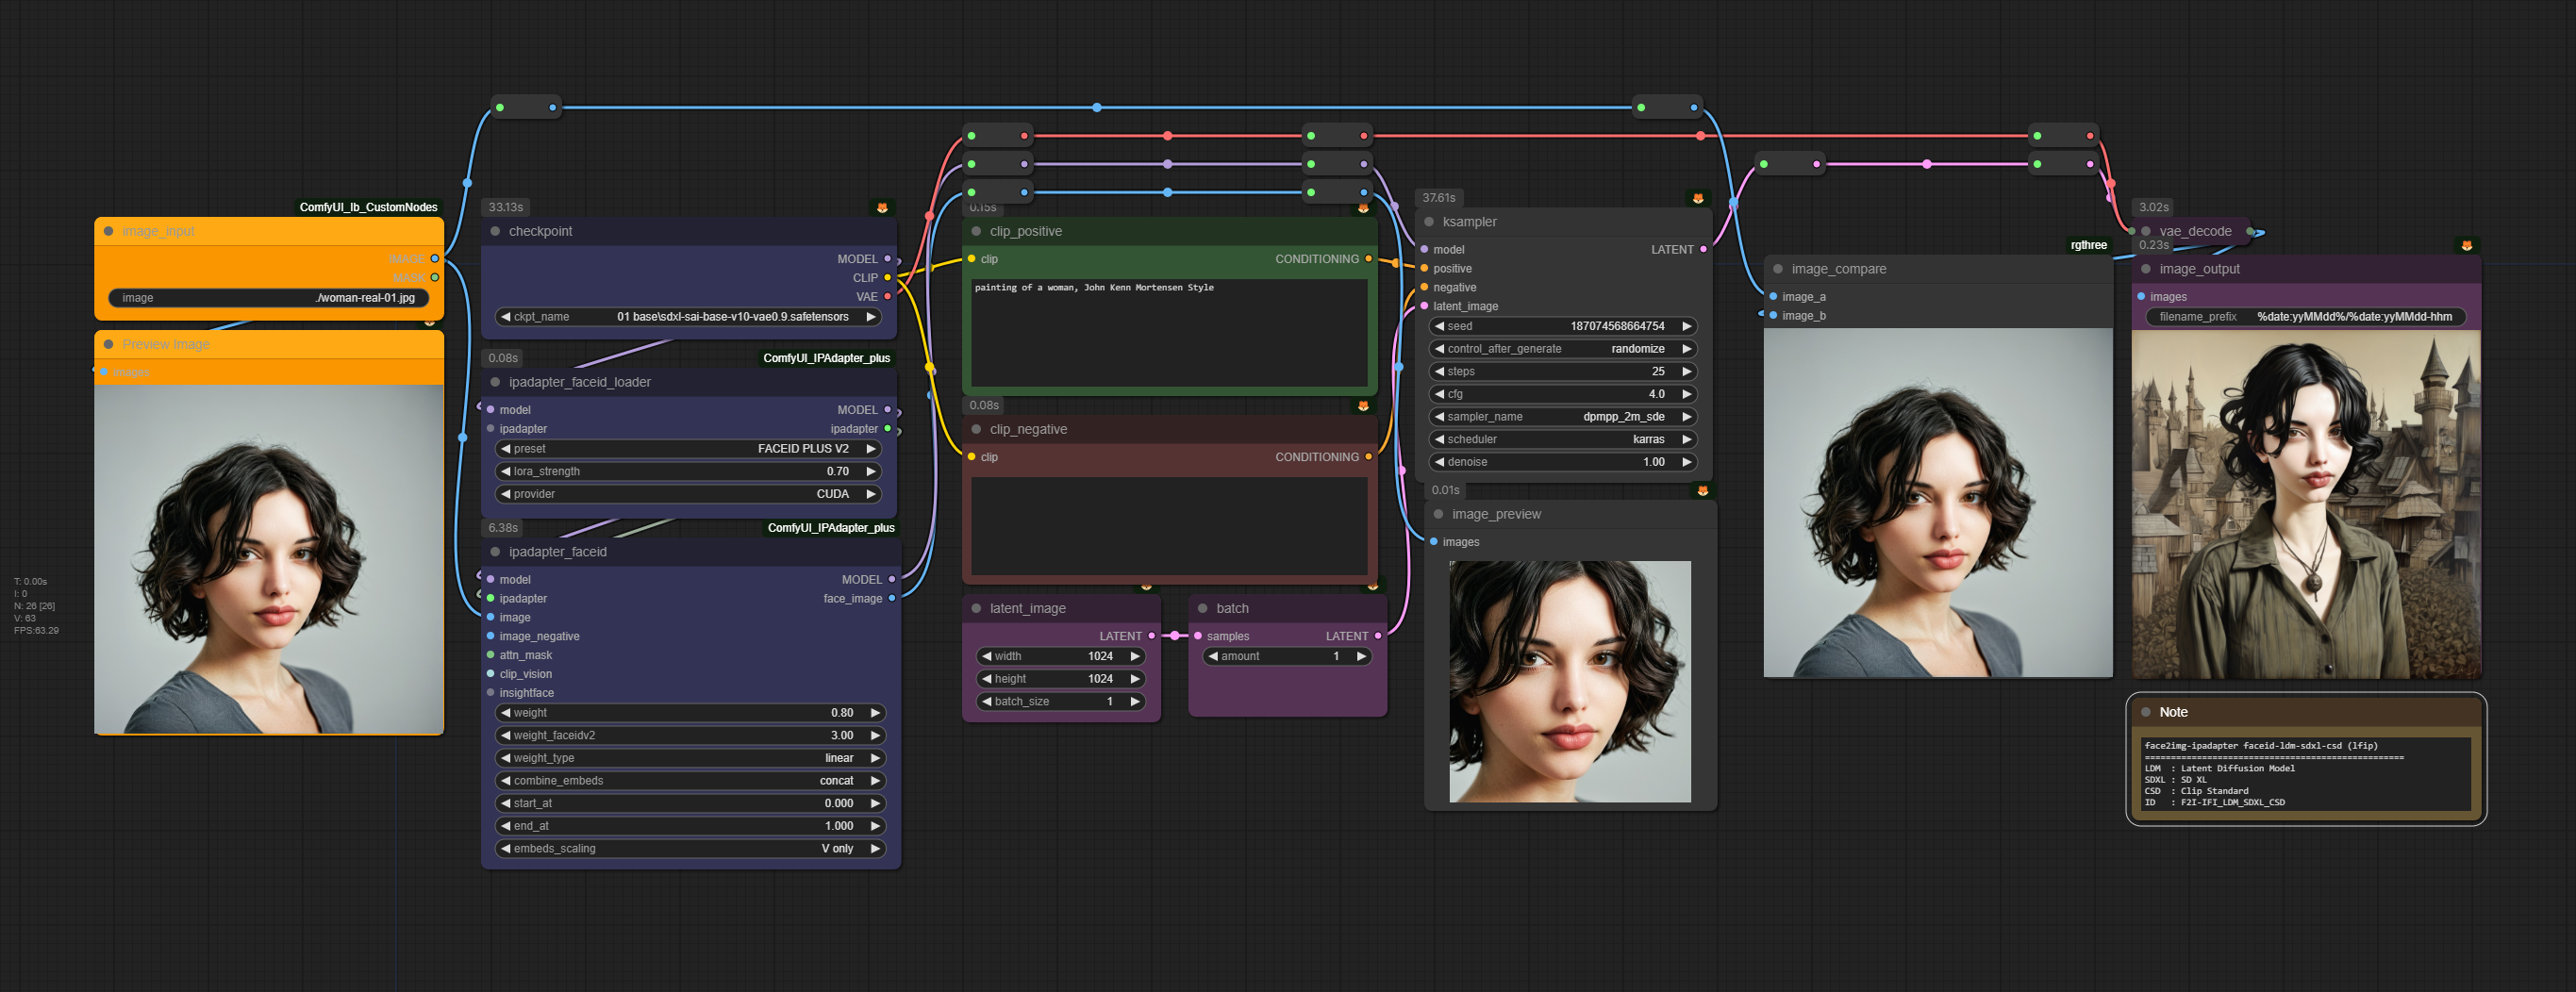 ComfyUI_lb_CustomNodes
image_input
IMAGE
MASK
image ./woman-real-01.jpg
Preview Image
images
T: 0.00s
I: 0
N: 26 [26]
V: 63
FPS:63.29
33.13s
checkpoint
MODEL
CLIP
VAE
ckpt_name 01 base\sdxl-sai-base-v10-vae0.9.safetensors
0.08s
ComfyUI_IPAdapter_plus
ipadapter_faceid_loader
model MODEL
ipadapter ipadapter
preset FACEID PLUS V2
lora_strength 0.70
provider CUDA
6.38s
ComfyUI_IPAdapter_plus
ipadapter_faceid
model MODEL
ipadapter face_image
image
image_negative
attn_mask
clip_vision
insightface
weight 0.80
weight_faceidv2 3.00
weight_type linear
combine_embeds concat
start_at 0.000
end_at 1.000
embeds_scaling V only
0.15s
clip_positive
clip CONDITIONING
painting of a woman, John Kenn Mortensen Style
0.08s
clip_negative
clip CONDITIONING
latent_image
LATENT
width 1024
height 1024
batch_size 1
batch
samples LATENT
amount 1
37.61s
ksampler
model LATENT
positive
negative
latent_image
seed 187074568664754
control_after_generate randomize
steps 25
cfg 4.0
sampler_name dpmpp_2m_sde
scheduler karras
denoise 1.00
0.01s
image_preview
images
rgthree
image_compare
image_a
image_b
3.02s
vae_decode
0.23s
image_output
images
filename_prefix %date:yyMMdd%/%date:yyMMdd-hhm
Note
face2img-ipadapter faceid-ldm-sdxl-csd (lfip)
==================================================
LDM : Latent Diffusion Model
SDXL : SD XL
CSD : Clip Standard
ID : F2I-IFI_LDM_SDXL_CSD